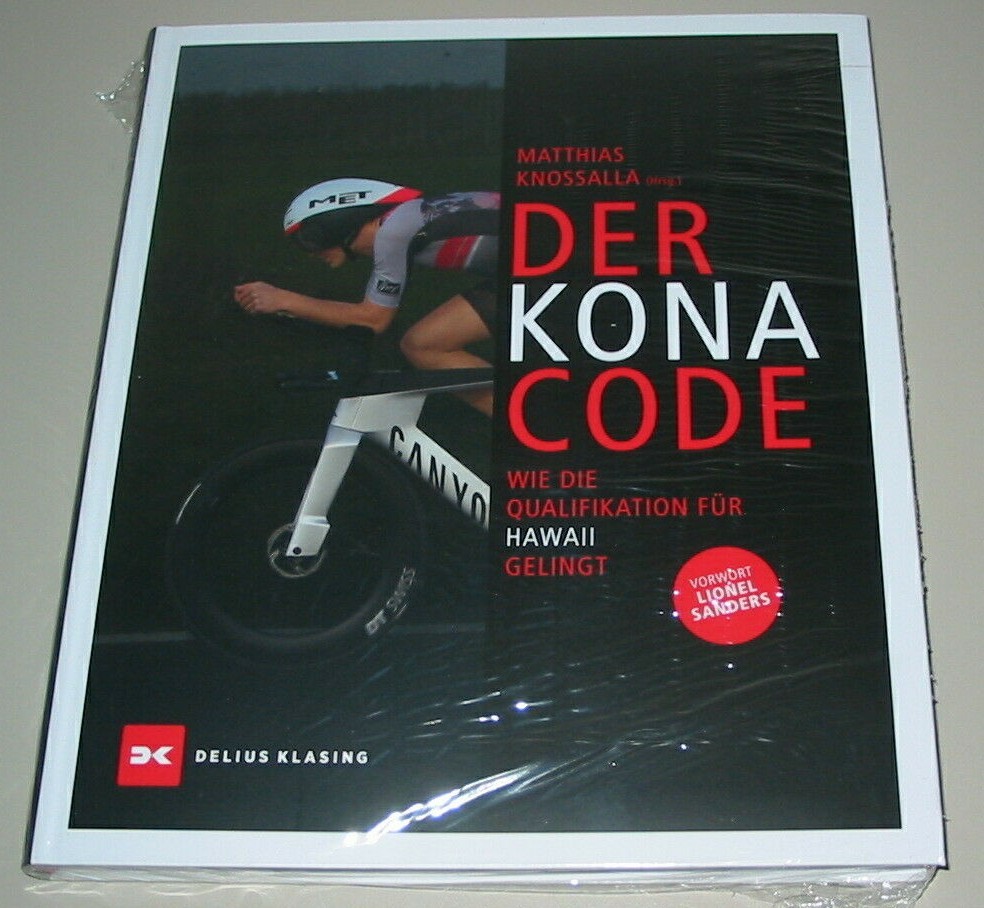 MATTHIAS
KNOSSALLA (Hrsg.)
DER
KONA
CODE
WIE DIE
QUALIFIKATION FÜR
HAWAII
GELINGT
VORWORT
LIONEL
SANDERS
MET
CANYO
DT SWISS
DELIUS KLASING